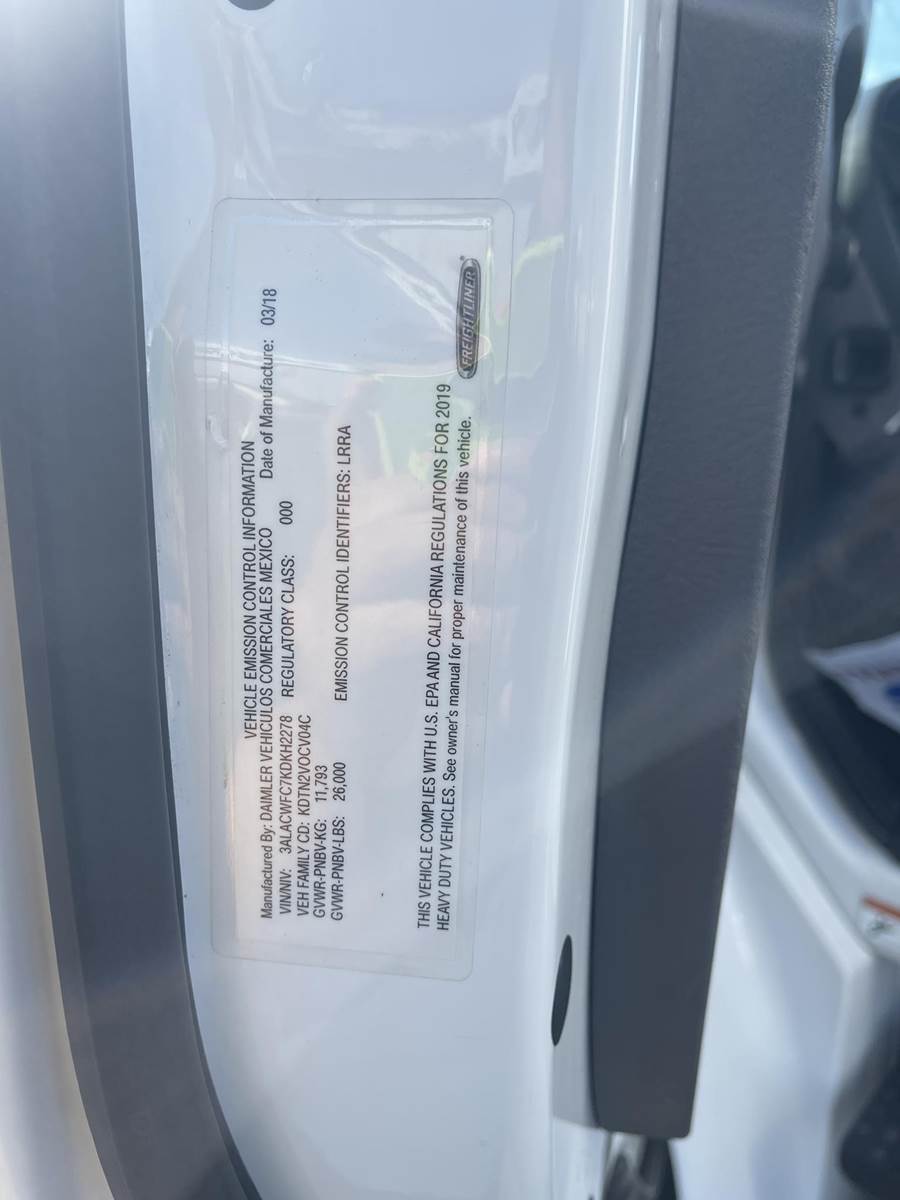 VEHICLE EMISSION CONTROL INFORMATION
Manufactured By: DAIMLER VEHICULOS COMERCIALES MEXICO Date of Manufacture: 03/18
VIN/NIV: 3ALACWFC7KDKH2278 REGULATORY CLASS: 000
VEH FAMILY CD: KDTN2VOCV04C
GVWR-PNBV-KG: 11,793
GVWR-PNBV-LBS: 26,000 EMISSION CONTROL IDENTIFIERS: LRRA
THIS VEHICLE COMPLIES WITH U.S. EPA AND CALIFORNIA REGULATIONS FOR 2019
HEAVY DUTY VEHICLES. See owner's manual for proper maintenance of this vehicle.
FREIGHTLINER®